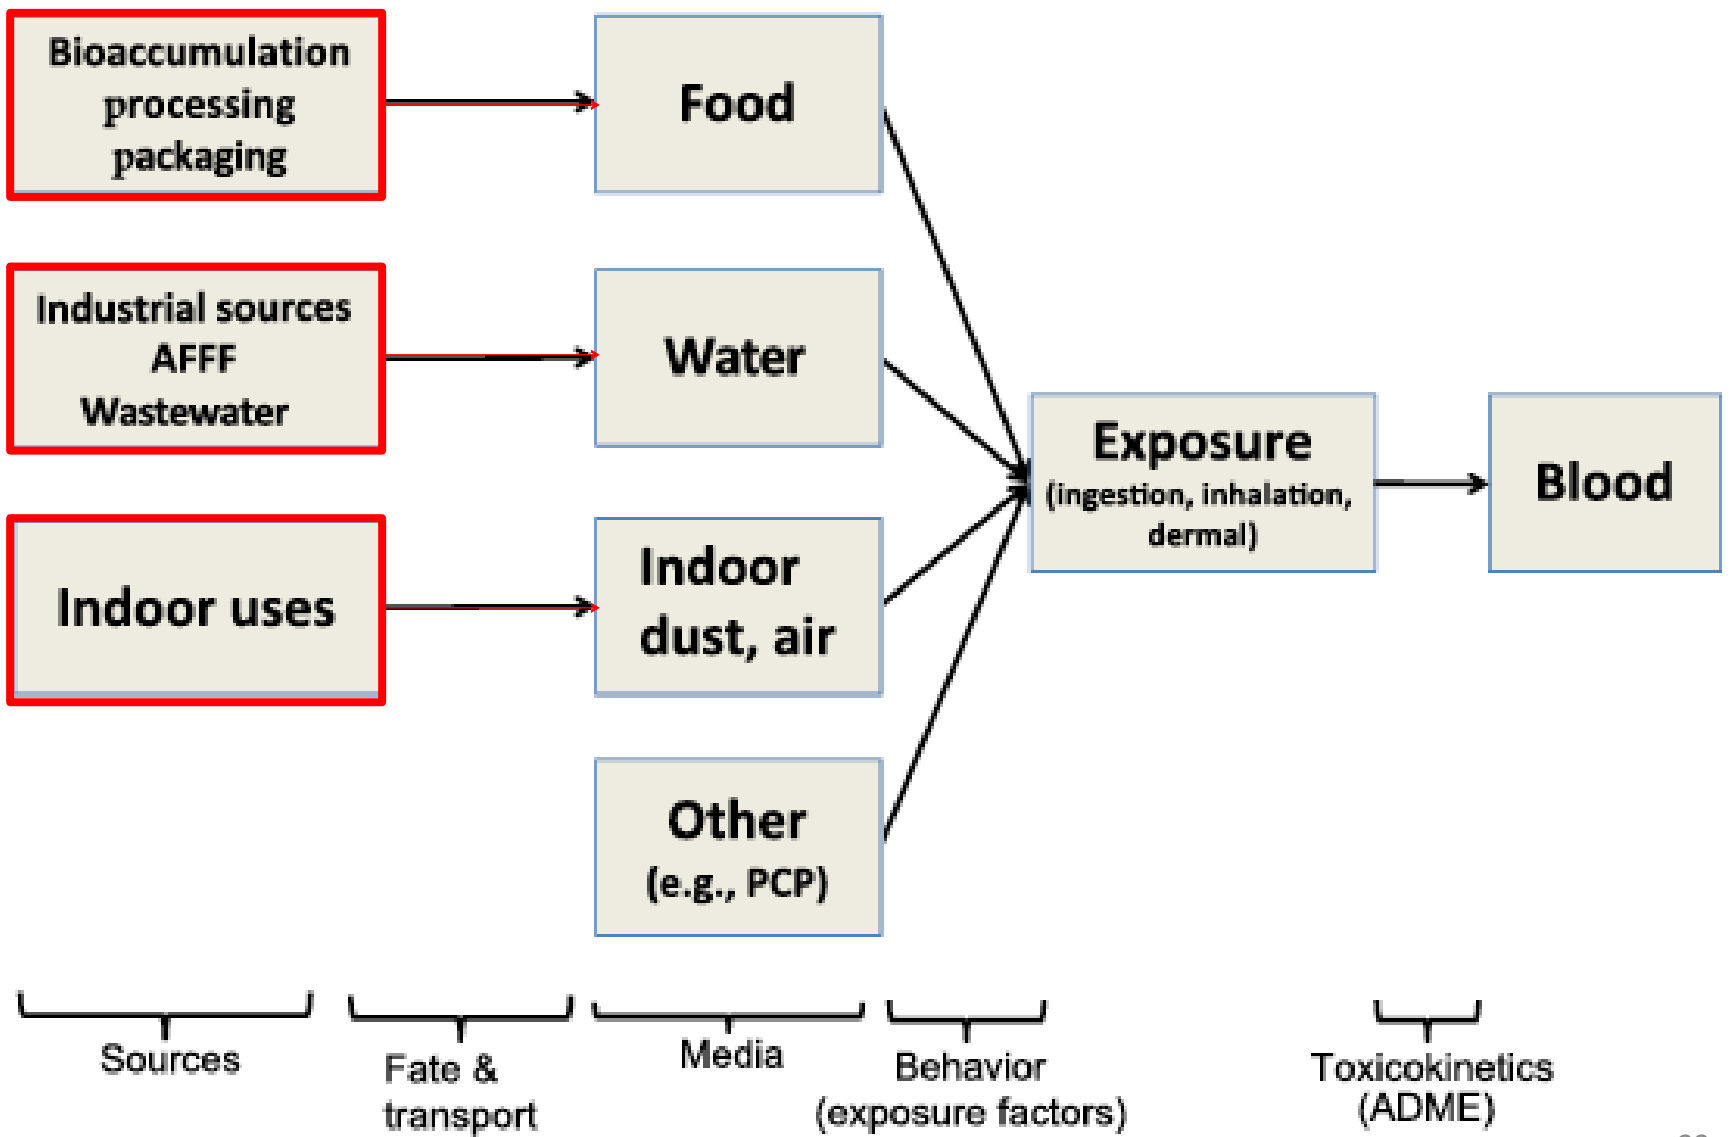 Bioaccumulation
processing
packaging
Food
Industrial sources
AFFF
Wastewater
Water
Indoor uses
Indoor
dust, air
Other
(e.g., PCP)
Exposure
(ingestion, inhalation,
dermal)
Blood
Sources
Fate &
transport
Media
Behavior
(exposure factors)
Toxicokinetics
(ADME)